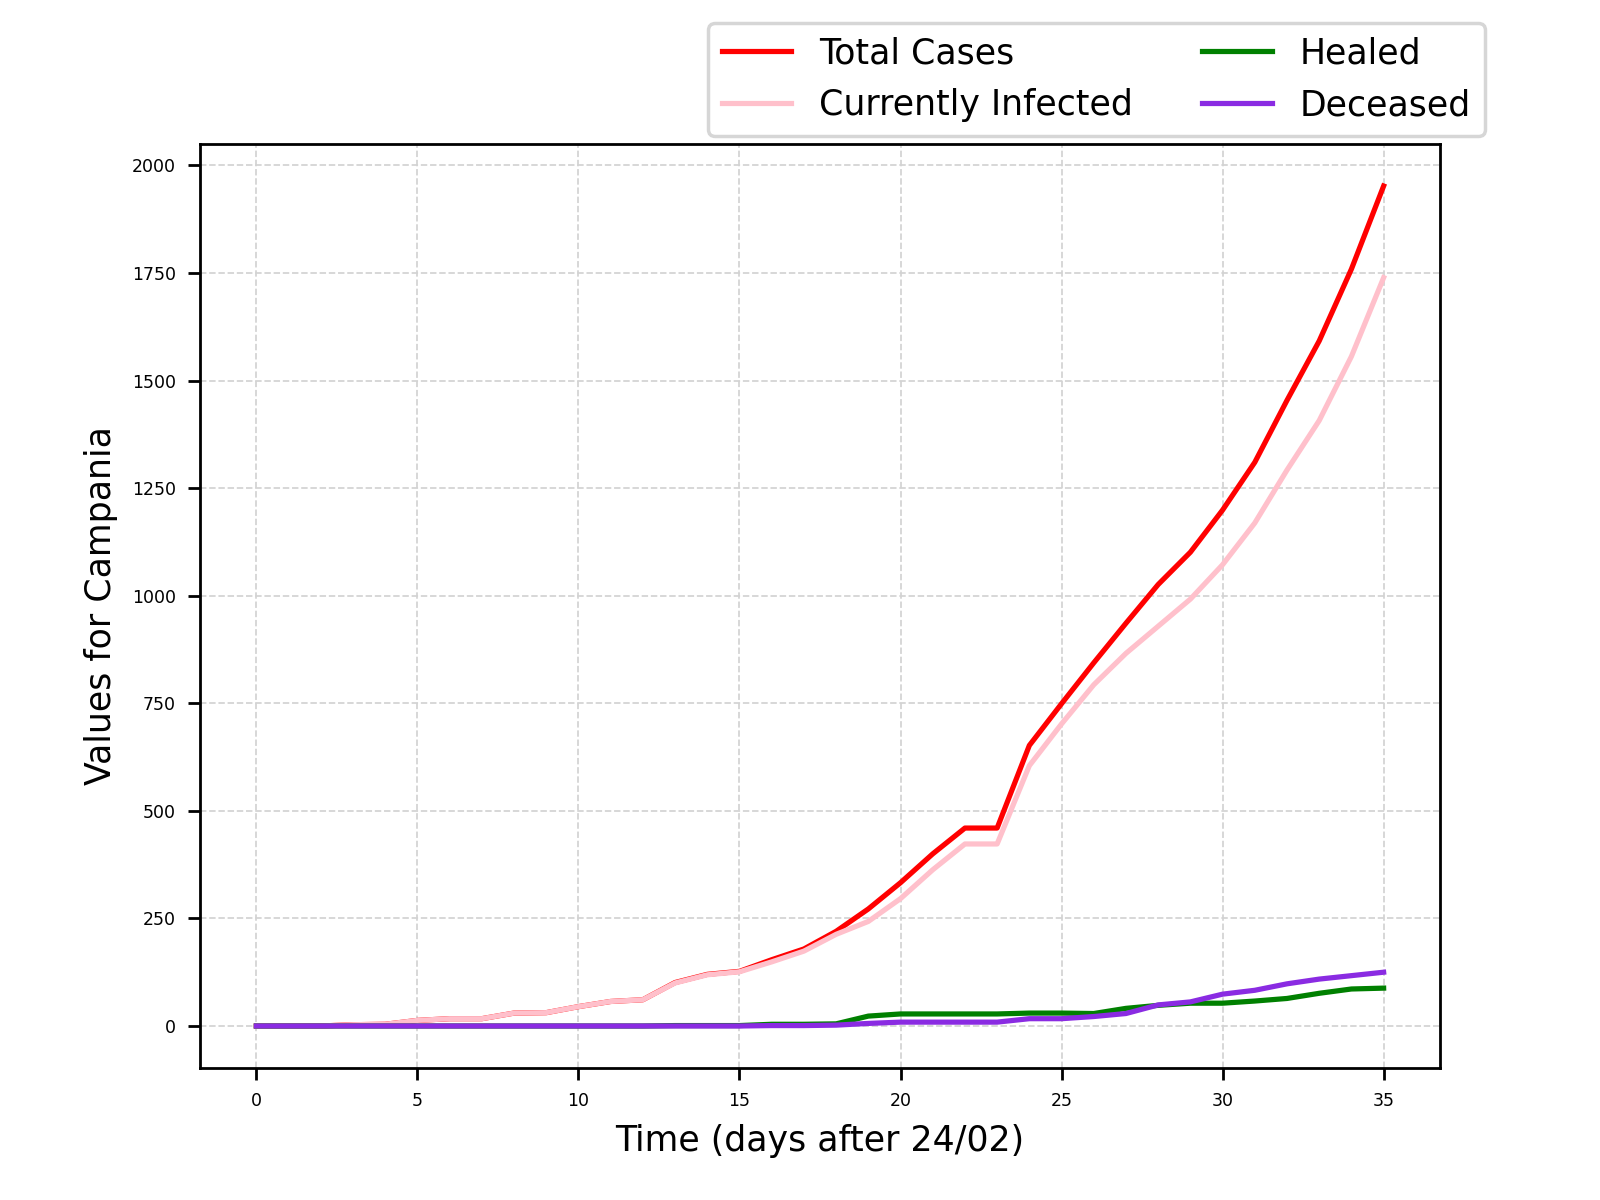 Total Cases
Currently Infected
Healed
Deceased
2000
1750
1500
1250
1000
750
500
250
0
Values for Campania
0 5 10 15 20 25 30 35
Time (days after 24/02)